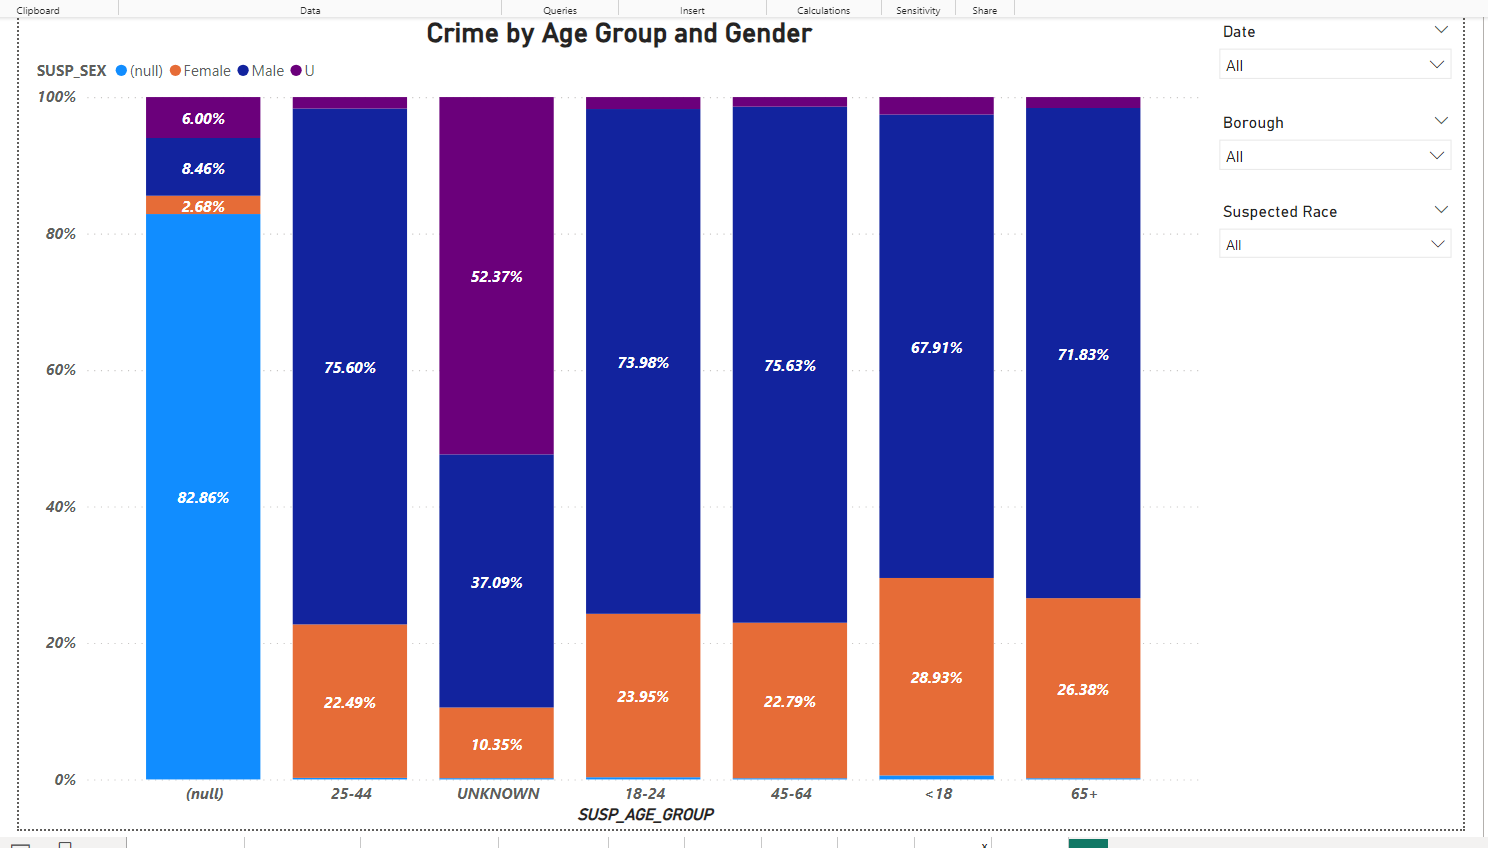 Clipboard Data Queries Insert Calculations Sensitivity Share
Crime by Age Group and Gender
SUSP_SEX (null) Female Male U
Date
All
Borough
All
Suspected Race
All
100%
80%
60%
40%
20%
0%
6.00%
8.46%
2.68%
82.86%
75.60%
22.49%
52.37%
37.09%
10.35%
73.98%
23.95%
75.63%
22.79%
67.91%
28.93%
71.83%
26.38%
(null) 25-44 UNKNOWN 18-24 45-64 <18 65+
SUSP_AGE_GROUP
x